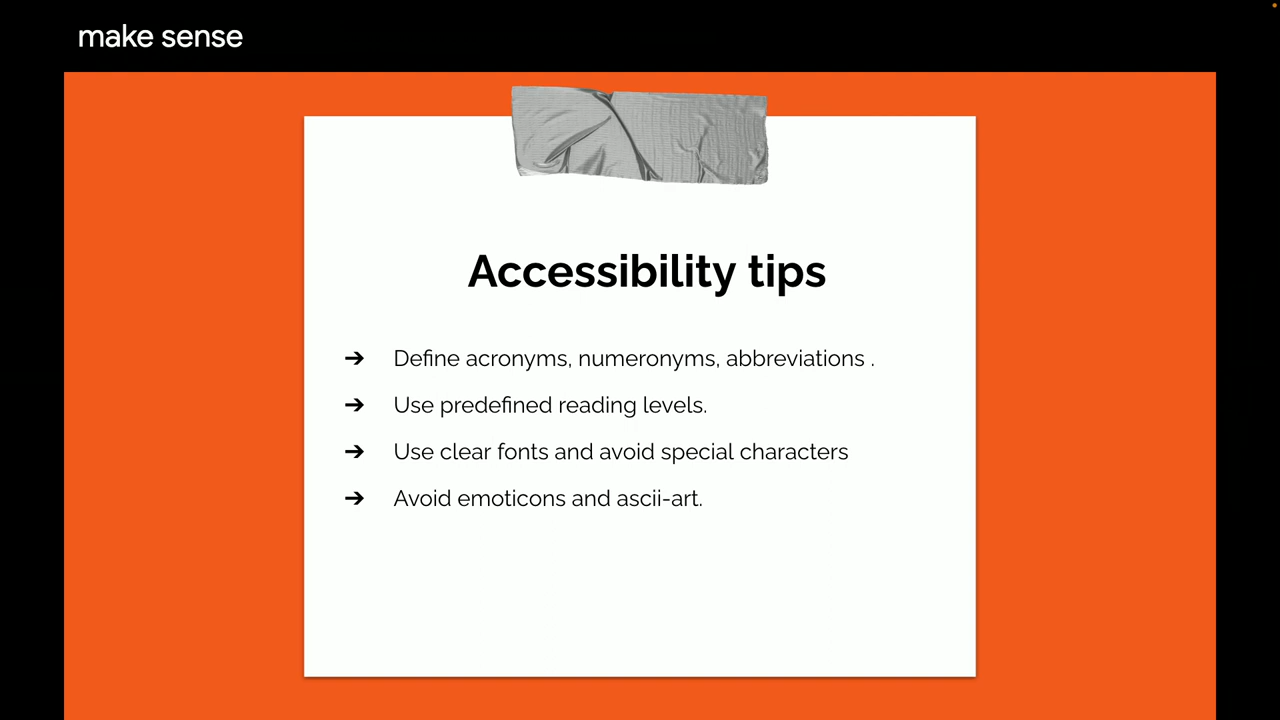 make sense
Accessibility tips
➔ Define acronyms, numeronyms, abbreviations .
➔ Use predefined reading levels.
➔ Use clear fonts and avoid special characters
➔ Avoid emoticons and ascii-art.